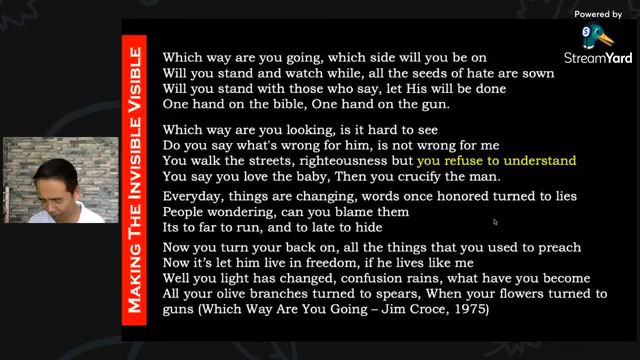 Powered by
StreamYard
MAKING THE INVISIBLE VISIBLE
Which way are you going, which side will you be on
Will you stand and watch while, all the seeds of hate are sown
Will you stand with those who say, let His will be done
One hand on the bible, One hand on the gun.
Which way are you looking, is it hard to see
Do you say what's wrong for him, is not wrong for me
You walk the streets, righteousness but you refuse to understand
You say you love the baby, Then you crucify the man.
Everyday, things are changing, words once honored turned to lies
People wondering, can you blame them
Its to far to run, and to late to hide
Now you turn your back on, all the things that you used to preach
Now it's let him live in freedom, if he lives like me
Well you light has changed, confusion rains, what have you become
All your olive branches turned to spears, When your flowers turned to
guns (Which Way Are You Going – Jim Croce, 1975)